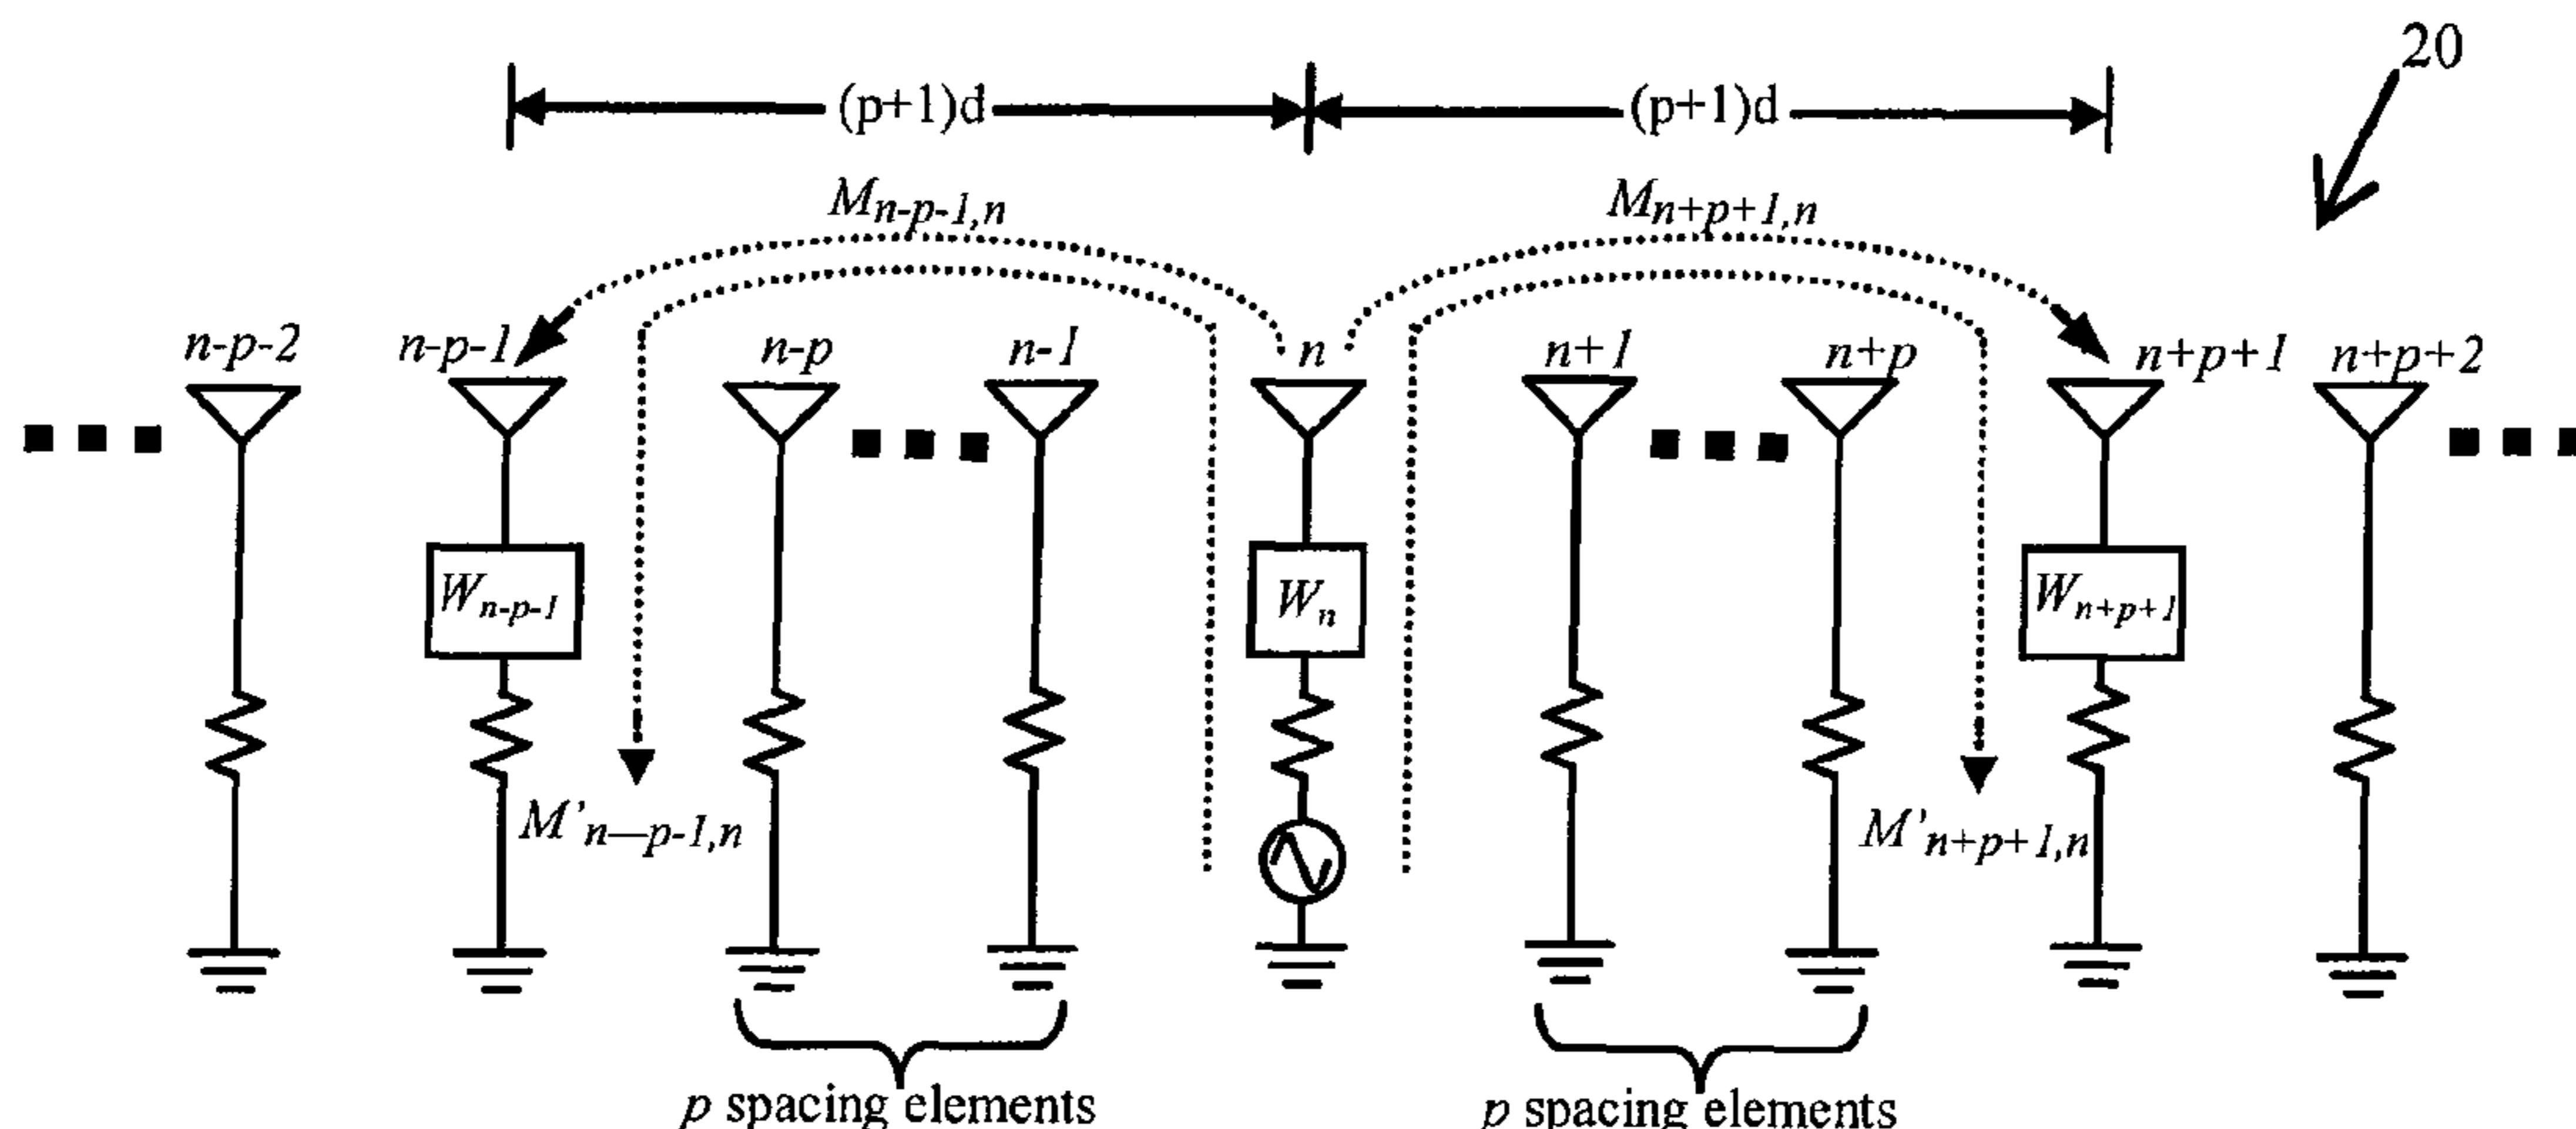 20
(p+1)d (p+1)d
Mn-p-1,n Mn+p+1,n
n-p-2 n-p-1 n-p n-1 n n+1 n+p n+p+1 n+p+2
Wn-p-1 Wn Wn+p+1
M'n—p-1,n M'n+p+1,n
p spacing elements p spacing elements